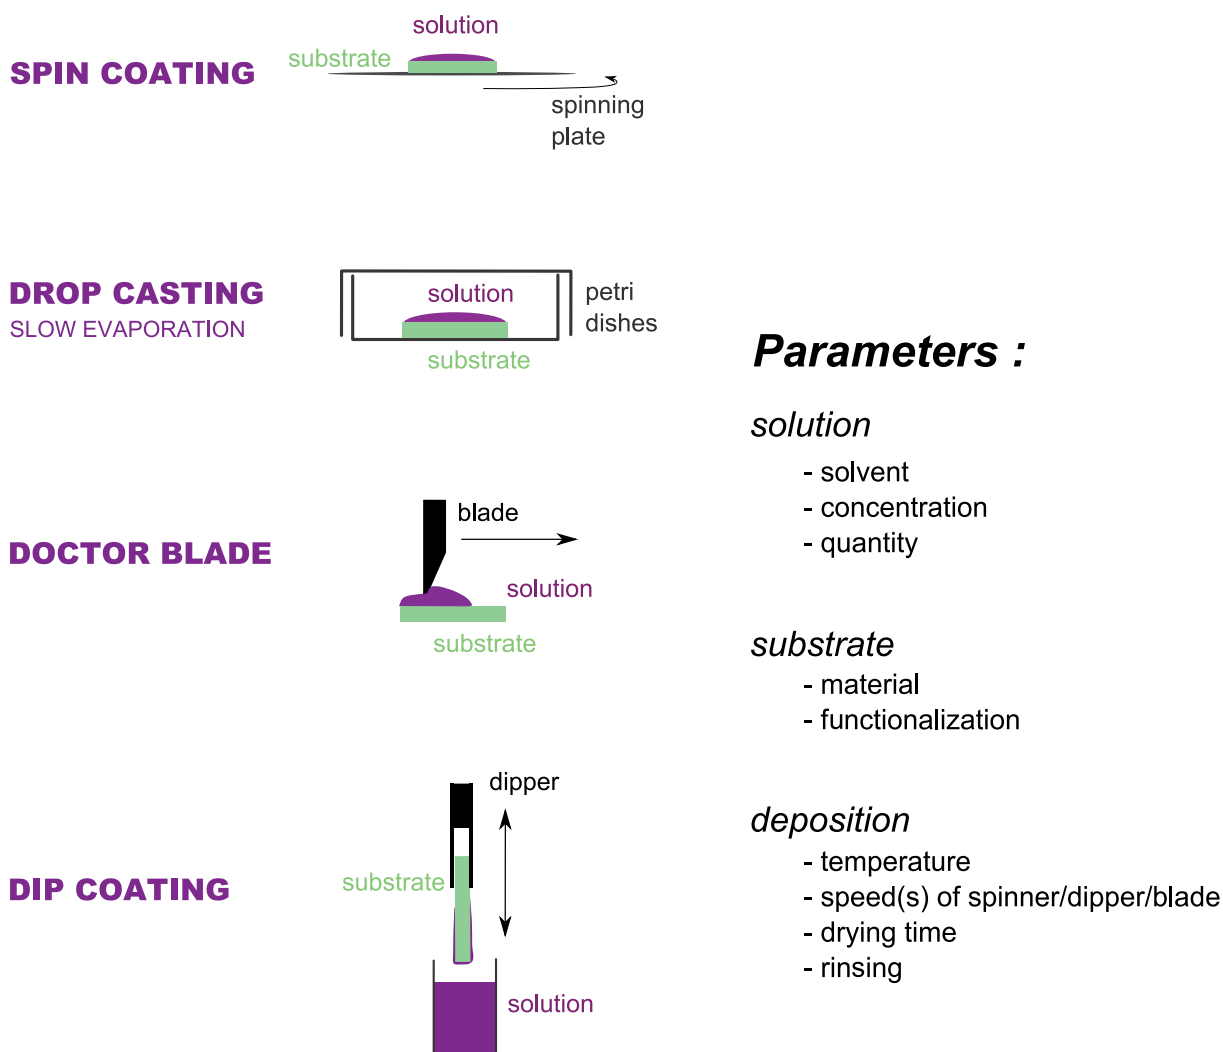 SPIN COATING
solution
substrate
spinning
plate
DROP CASTING
SLOW EVAPORATION
solution
petri
dishes
substrate
DOCTOR BLADE
blade
solution
substrate
DIP COATING
dipper
substrate
solution
Parameters :
solution
- solvent
- concentration
- quantity
substrate
- material
- functionalization
deposition
- temperature
- speed(s) of spinner/dipper/blade
- drying time
- rinsing